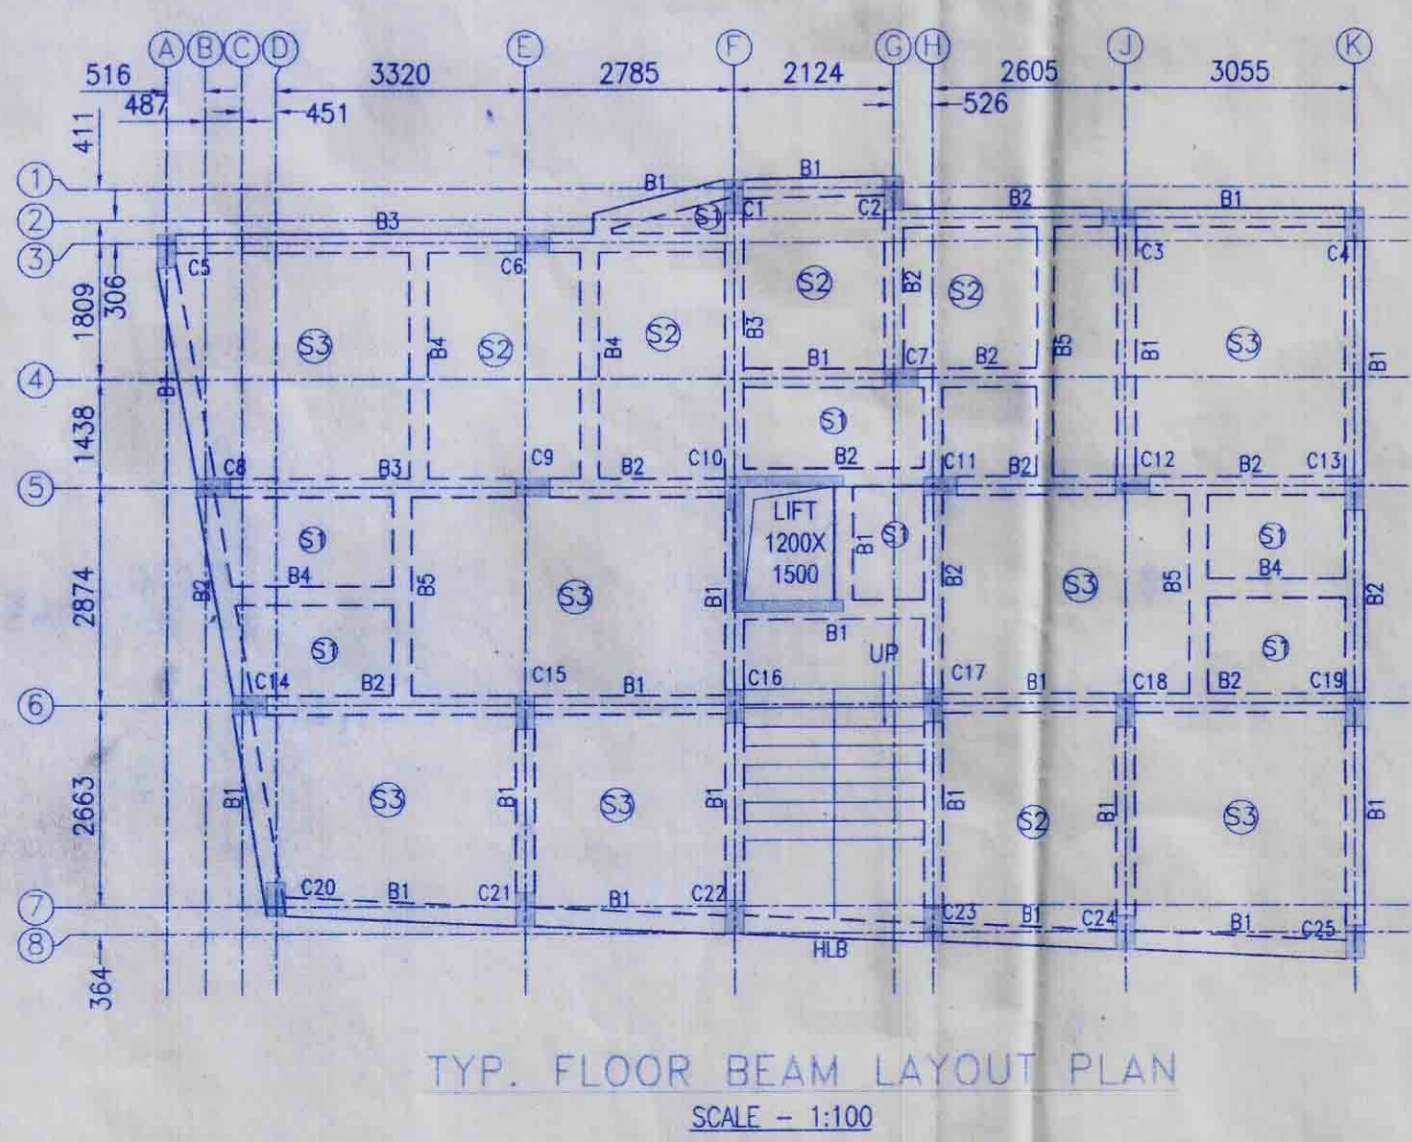 A B C D E F G H J K
516 3320 2785 2124 2605 3055
487 451 526
411
1 B1 B1
B2 B1
2 B3 S1 C1 C2
3 C5 C6 C3 C4
306
1809
S2 B2 S2
S3 B4 S2 B4 S2 B3 B5 B1 S3 B1
B1 B1 C7 B2
4
1438
S1
C8 B3 C9 B2 C10 B2 C11 B2 C12 B2 C13
5
LIFT
1200X
1500
S1 B1 S1 S1
B2 B4 B5 S3 B1 B2 S3 B5 B4 B2
2874
S1 B1 S1
UP
C14 B2 C15 B1 C16 C17 B1 C18 B2 C19
6
2663
B1 S3 B1 S3 B1 B1 S2 B1 S3 B1
C20 B1 C21 B1 C22 C23 B1 C24 B1 C25
7
8 HLB
364
TYP. FLOOR BEAM LAYOUT PLAN
SCALE - 1:100